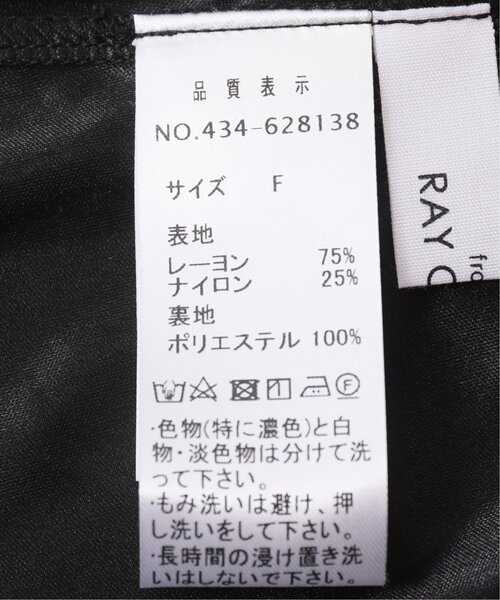 品質表示
NO.434-628138
サイズ F
表地
レーヨン 75%
ナイロン 25%
裏地
ポリエステル 100%
F
・色物(特に濃色)と白
物・淡色物は分けて洗
って下さい。
・もみ洗いは避け、押
し洗いをして下さい。
・長時間の浸け置き洗
いはしないで下さい。
fro
RAY